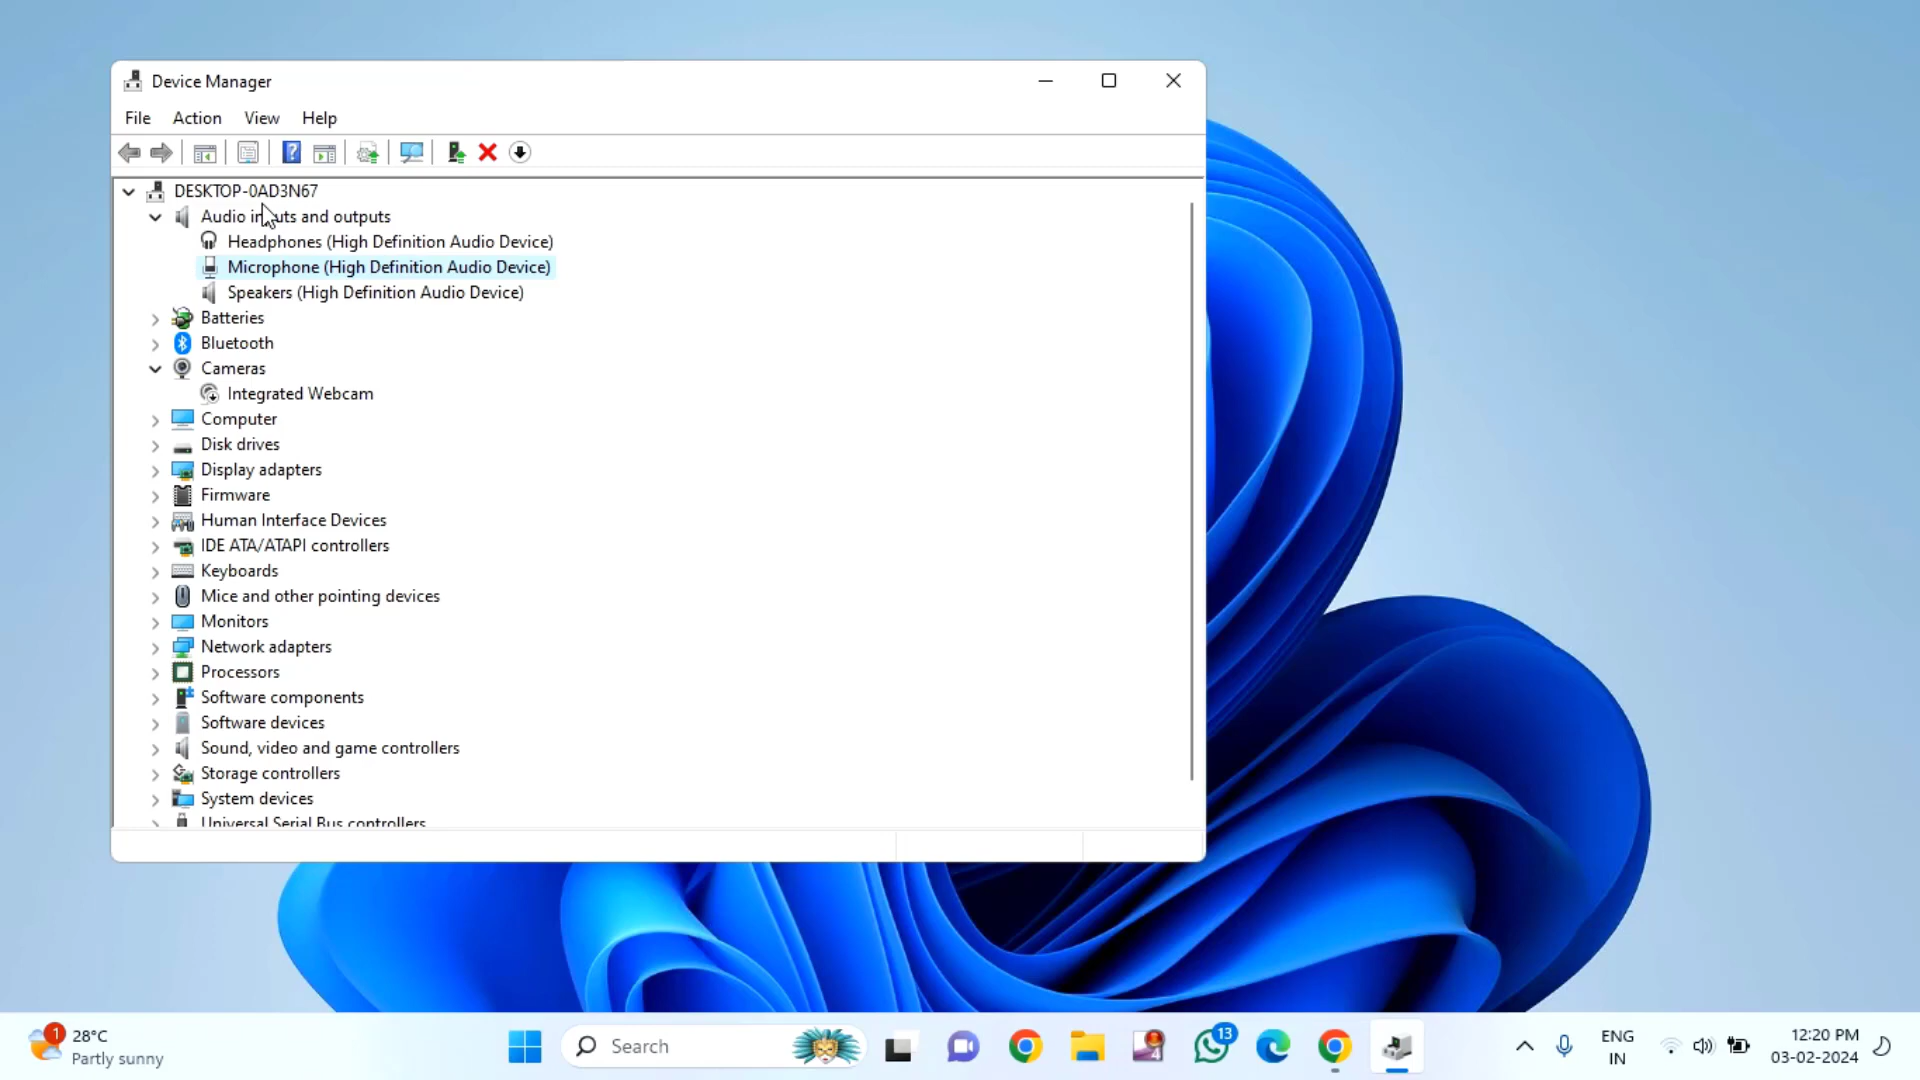 Device Manager
File Action View Help
DESKTOP-0AD3N67
Audio inputs and outputs
Headphones (High Definition Audio Device)
Microphone (High Definition Audio Device)
Speakers (High Definition Audio Device)
Batteries
Bluetooth
Cameras
Integrated Webcam
Computer
Disk drives
Display adapters
Firmware
Human Interface Devices
IDE ATA/ATAPI controllers
Keyboards
Mice and other pointing devices
Monitors
Network adapters
Processors
Software components
Software devices
Sound, video and game controllers
Storage controllers
System devices
Universal Serial Bus controllers
1
28°C
Partly sunny
Search
4
13
ENG
IN
12:20 PM
03-02-2024